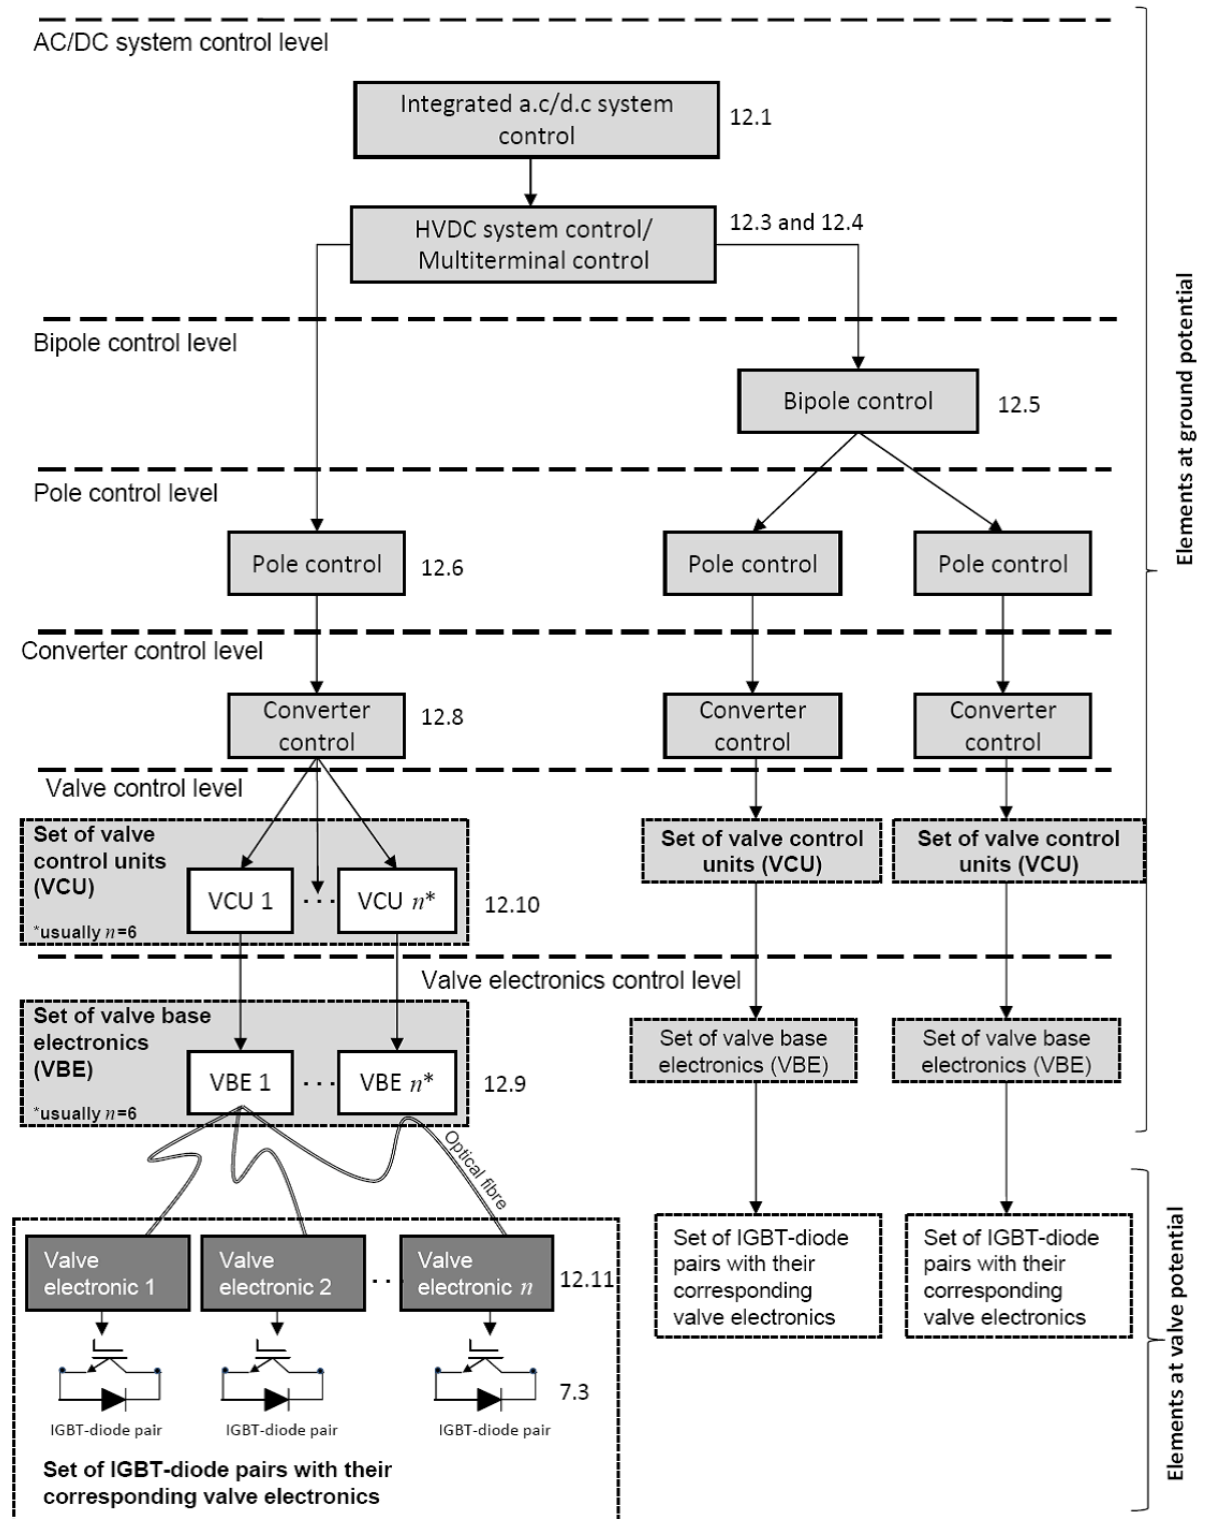 AC/DC system control level
Integrated a.c/d.c system
control
12.1
HVDC system control/
Multiterminal control
12.3 and 12.4
Elements at ground potential
Bipole control level
Bipole control
12.5
Pole control level
Pole control
12.6
Pole control
Pole control
Converter control level
Converter
control
12.8
Converter
control
Converter
control
Valve control level
Set of valve
control units
(VCU)
*usually n=6
VCU 1
...
VCU n*
12.10
Set of valve control
units (VCU)
Set of valve control
units (VCU)
Valve electronics control level
Set of valve base
electronics
(VBE)
*usually n=6
VBE 1
...
VBE n*
12.9
Set of valve base
electronics (VBE)
Set of valve base
electronics (VBE)
Optical fibre
Valve
electronic 1
Valve
electronic 2
...
Valve
electronic n
12.11
Set of IGBT-diode
pairs with their
corresponding
valve electronics
Set of IGBT-diode
pairs with their
corresponding
valve electronics
Elements at valve potential
7.3
IGBT-diode pair
IGBT-diode pair
IGBT-diode pair
Set of IGBT-diode pairs with their
corresponding valve electronics